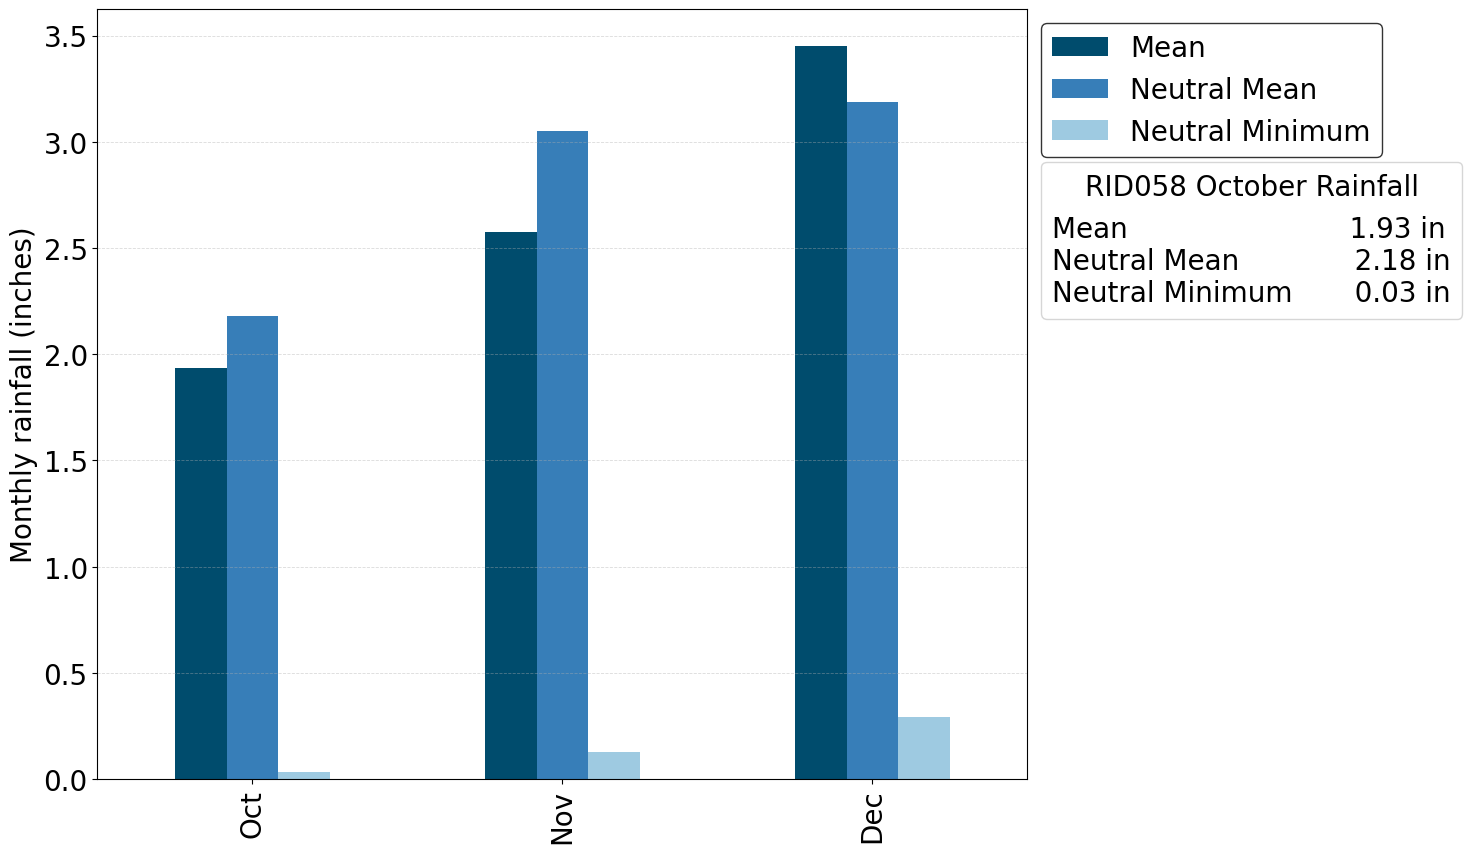 3.5
3.0
2.5
2.0
1.5
1.0
0.5
0.0
Monthly rainfall (inches)
Oct
Nov
Dec
Mean
Neutral Mean
Neutral Minimum
RID058 October Rainfall
Mean 1.93 in
Neutral Mean 2.18 in
Neutral Minimum 0.03 in